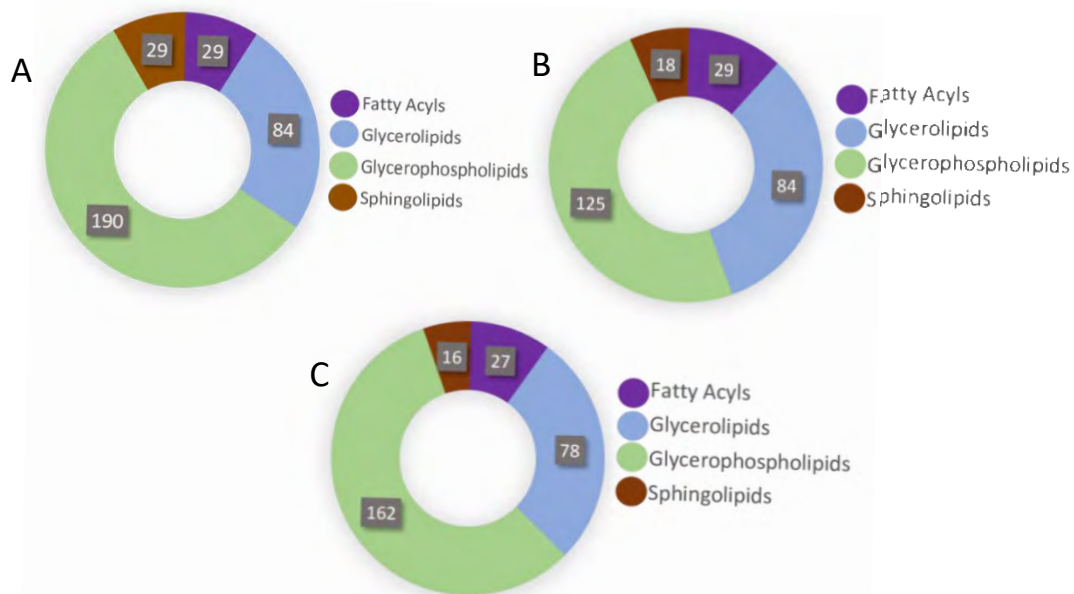 A
29
29
84
190
Fatty Acyls
Glycerolipids
Glycerophospholipids
Sphingolipids
B
18
29
84
125
Fatty Acyls
Glycerolipids
Glycerophospholipids
Sphingolipids
C
16
27
78
162
Fatty Acyls
Glycerolipids
Glycerophospholipids
Sphingolipids